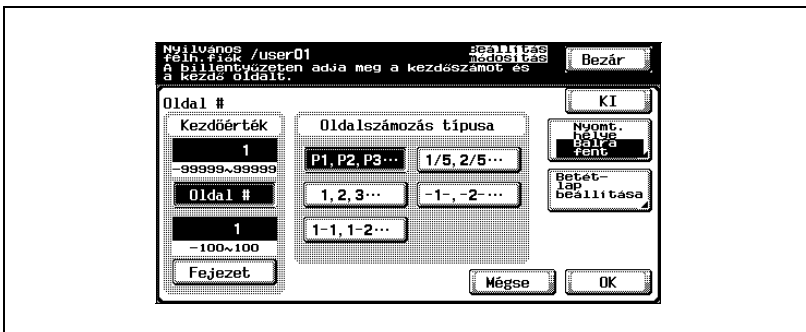 Nyilvános
félh.fiók /user01
Beállítás
módosítás
Bezár
A billentyűzeten adja meg a kezdőszámot és
a kezdő oldalt.
Oldal #
KI
Kezdőérték
Oldalszámozás típusa
Nyomt.
helye
Balra
fent
1
-99999~99999
P1, P2, P3···
1/5, 2/5···
Betét-
lap
beállítása
Oldal #
1, 2, 3···
-1-, -2-···
1
-100~100
1-1, 1-2···
Fejezet
Mégse
OK